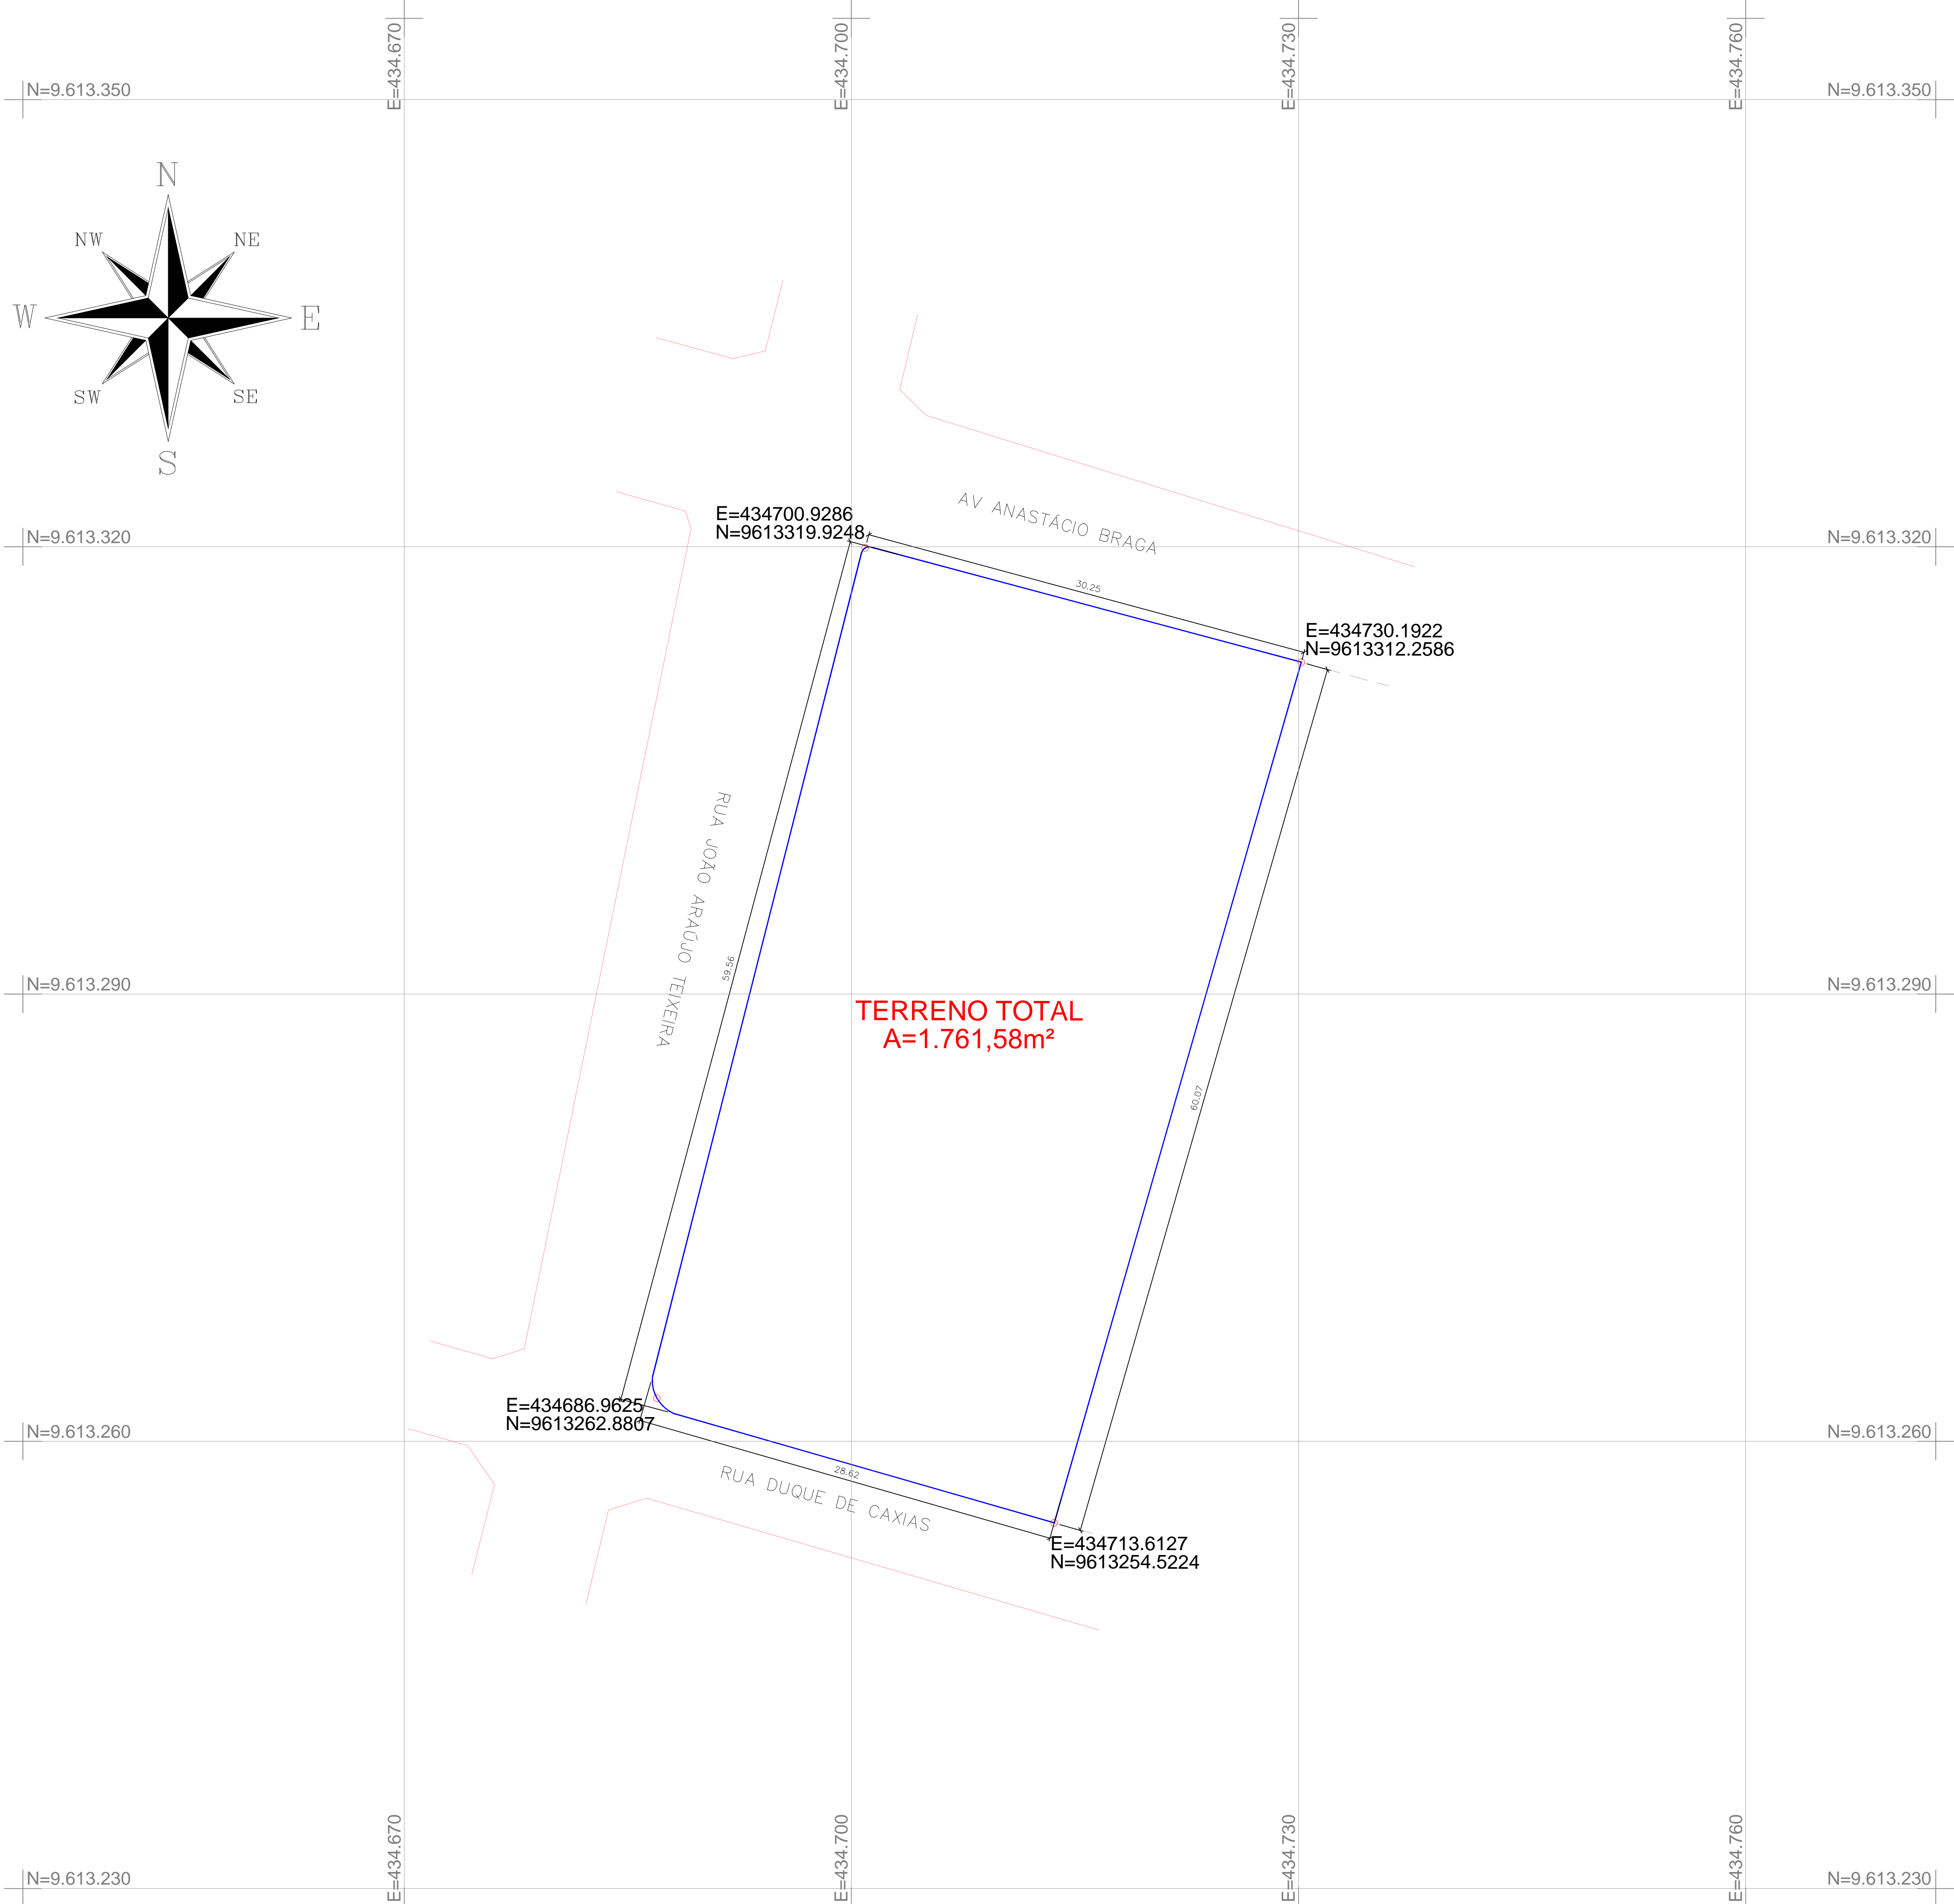 E=434.670
E=434.700
E=434.730
E=434.760
N=9.613.350
N=9.613.350
N
NW
NE
W
E
SW
SE
S
AV ANASTÁCIO BRAGA
E=434700.9286
N=9613319.9248
N=9.613.320
N=9.613.320
30.25
E=434730.1922
N=9613312.2586
RUA JOÃO ARAÚJO TEIXEIRA
59.56
N=9.613.290
N=9.613.290
TERRENO TOTAL
A=1.761,58m²
60.07
E=434686.9625
N=9613262.8807
N=9.613.260
N=9.613.260
28.62
RUA DUQUE DE CAXIAS
E=434713.6127
N=9613254.5224
E=434.670
E=434.700
E=434.730
E=434.760
N=9.613.230
N=9.613.230